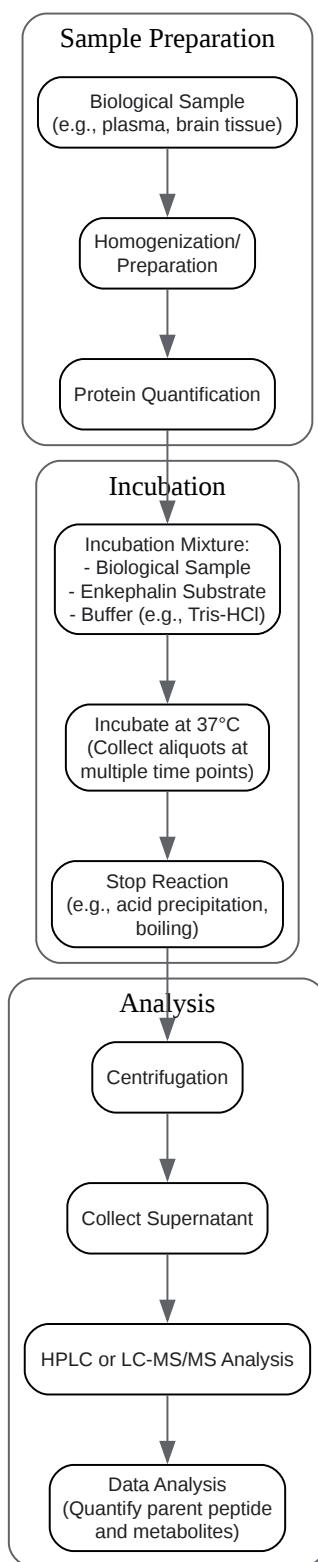 Sample Preparation
Biological Sample
(e.g., plasma, brain tissue)
Homogenization/
Preparation
Protein Quantification
Incubation
Incubation Mixture:
- Biological Sample
- Enkephalin Substrate
- Buffer (e.g., Tris-HCl)
Incubate at 37°C
(Collect aliquots at
multiple time points)
Stop Reaction
(e.g., acid precipitation,
boiling)
Analysis
Centrifugation
Collect Supernatant
HPLC or LC-MS/MS Analysis
Data Analysis
(Quantify parent peptide
and metabolites)